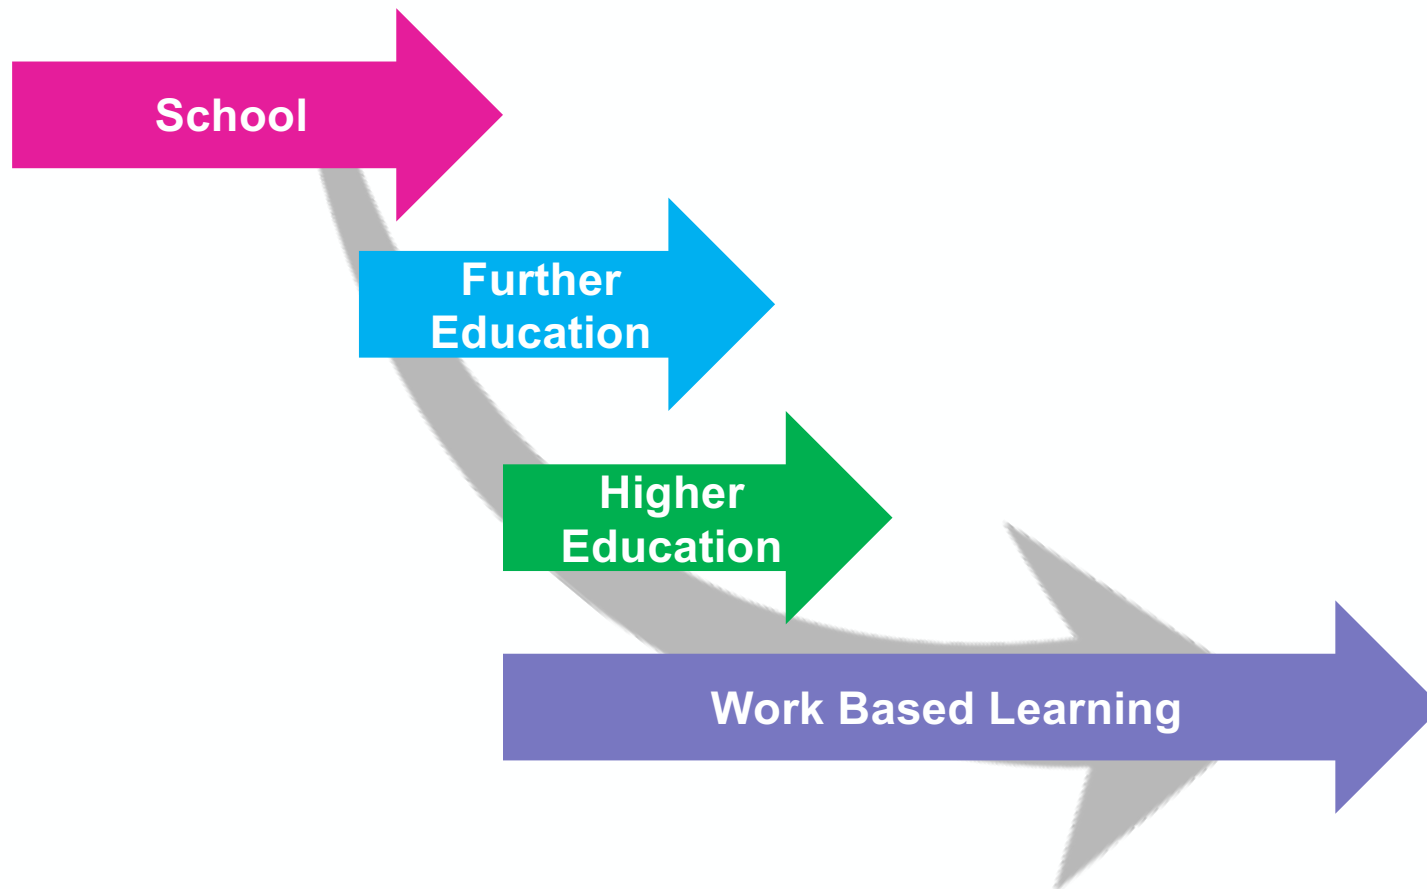 School
Further
Education
Higher
Education
Work Based Learning